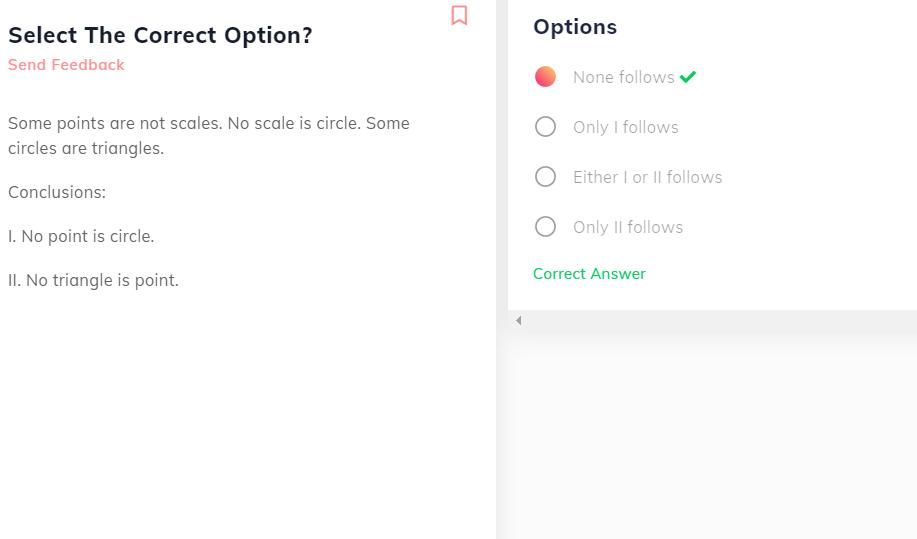 Select The Correct Option?
Send Feedback
Some points are not scales. No scale is circle. Some
circles are triangles.
Conclusions:
I. No point is circle.
II. No triangle is point.
Options
None follows
Only I follows
Either I or II follows
Only II follows
Correct Answer